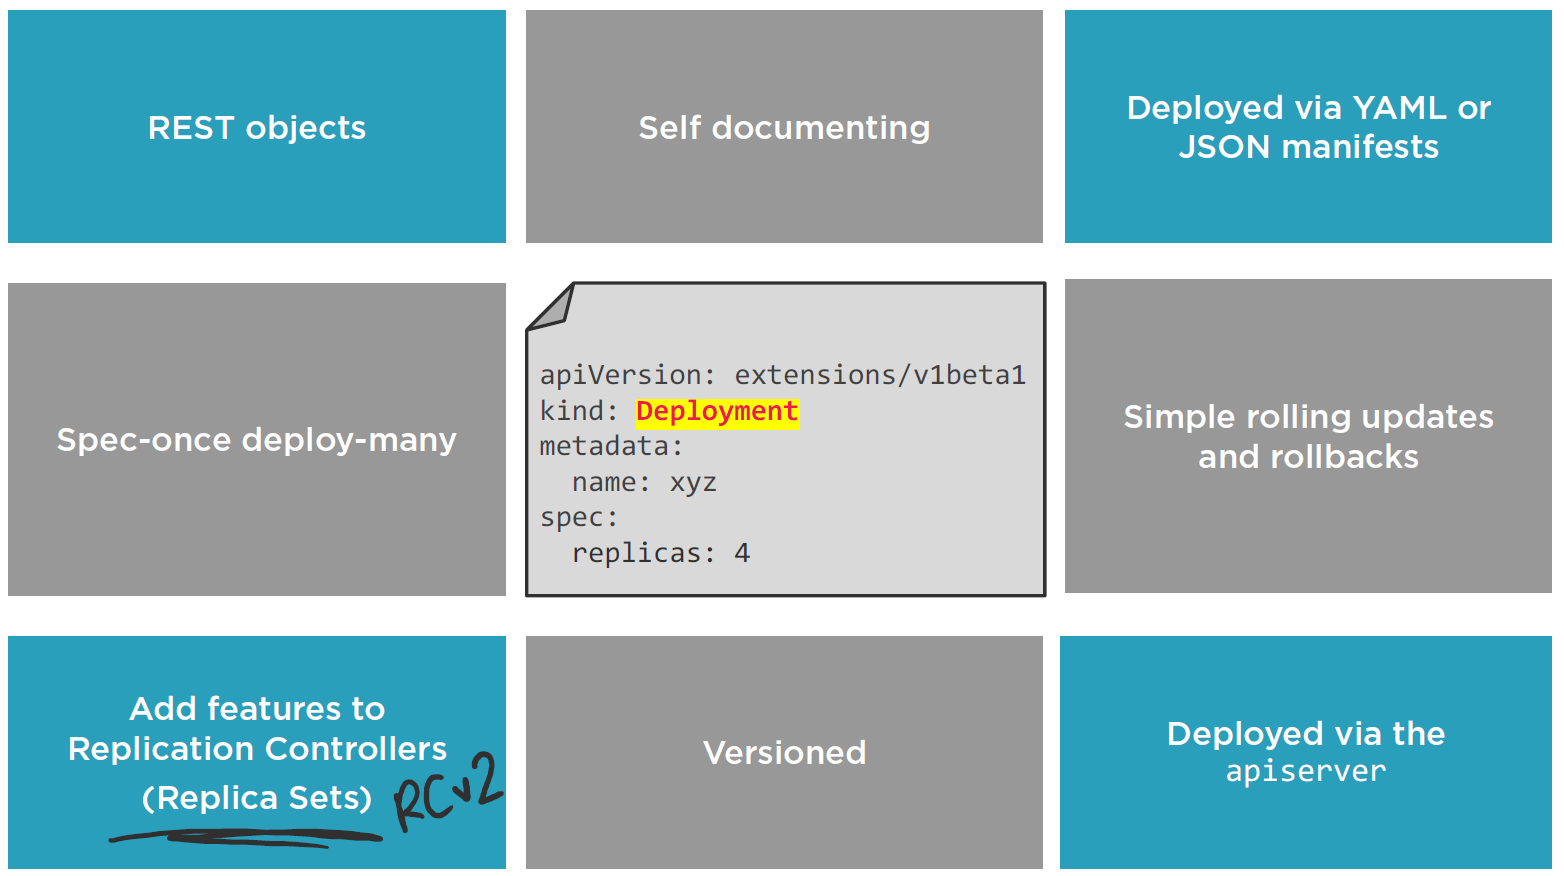 REST objects
Self documenting
Deployed via YAML or
JSON manifests
Spec-once deploy-many
apiVersion: extensions/v1beta1
kind: Deployment
metadata:
  name: xyz
spec:
  replicas: 4
Simple rolling updates
and rollbacks
Add features to
Replication Controllers
(Replica Sets)
RCv2
Versioned
Deployed via the
apiserver